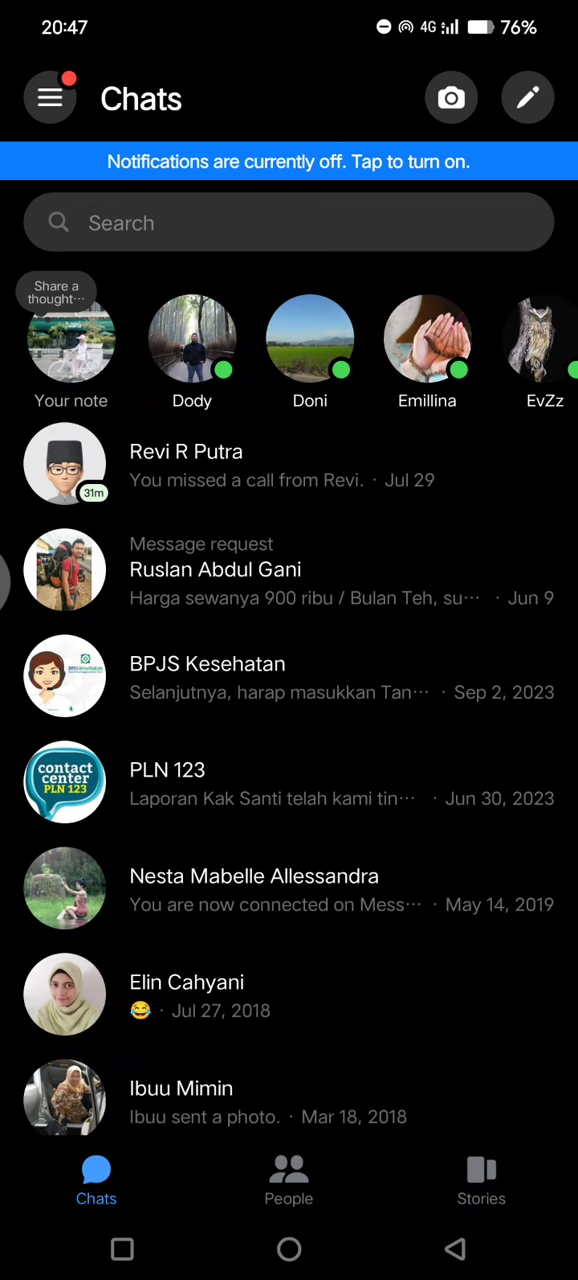 20:47
4G
76%
Chats
Notifications are currently off. Tap to turn on.
Search
Share a
thought…
Your note
Dody
Doni
Emillina
EvZz
Revi R Putra
You missed a call from Revi. · Jul 29
31m
Message request
Ruslan Abdul Gani
Harga sewanya 900 ribu / Bulan Teh, su… · Jun 9
BPJS Kesehatan
Selanjutnya, harap masukkan Tan… · Sep 2, 2023
contact
center
PLN 123
PLN 123
Laporan Kak Santi telah kami tin… · Jun 30, 2023
Nesta Mabelle Allessandra
You are now connected on Mess… · May 14, 2019
Elin Cahyani
😂 · Jul 27, 2018
Ibuu Mimin
Ibuu sent a photo. · Mar 18, 2018
Chats
People
Stories